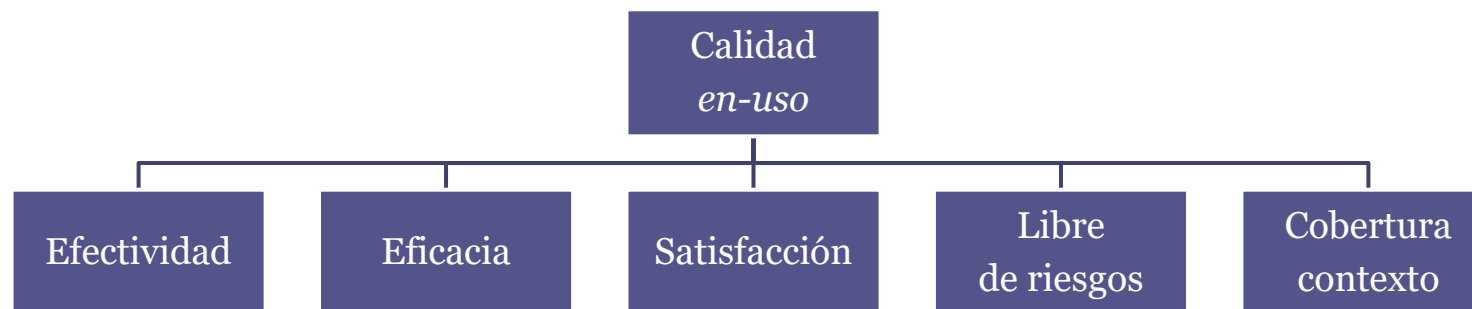 Calidad
en-uso
Efectividad
Eficacia
Satisfacción
Libre
de riesgos
Cobertura
contexto